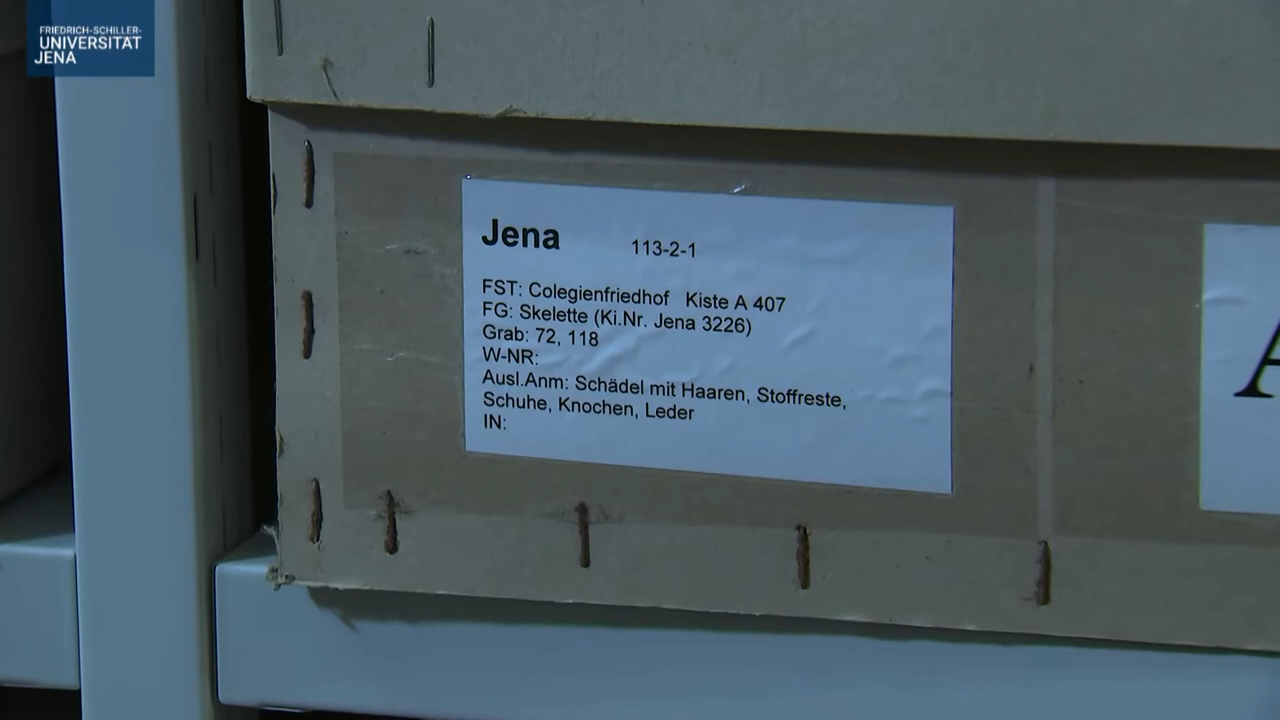 FRIEDRICH-SCHILLER-
UNIVERSITÄT
JENA
Jena 113-2-1
FST: Colegienfriedhof Kiste A 407
FG: Skelette (Ki.Nr. Jena 3226)
Grab: 72, 118
W-NR:
Ausl.Anm: Schädel mit Haaren, Stoffreste,
Schuhe, Knochen, Leder
IN:
A